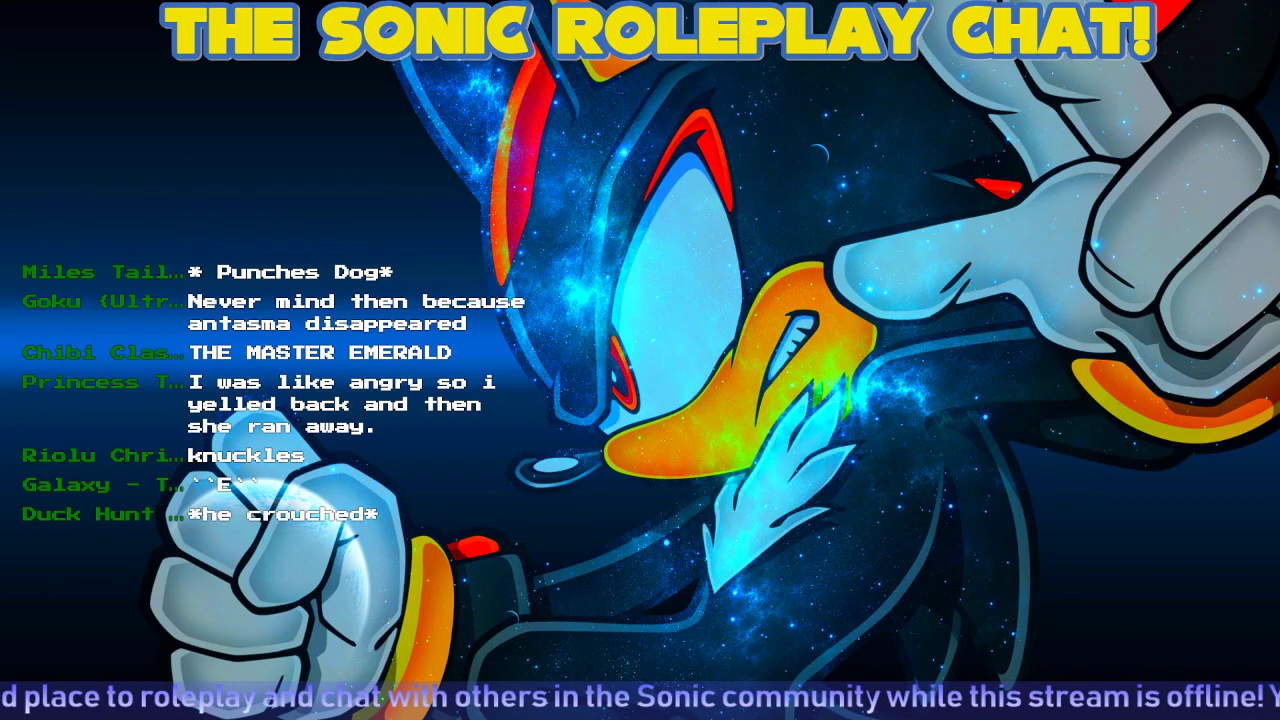 THE SONIC ROLEPLAY CHAT!
Miles Tail... * Punches Dog*
Goku (Ultr... Never mind then because
antasma disappeared
Chibi Clas... THE MASTER EMERALD
Princess T... I was like angry so i
yelled back and then
she ran away.
Riolu Chri... knuckles
Galaxy - T... ``E``
Duck Hunt ... *he crouched*
d place to roleplay and chat with others in the Sonic community while this stream is offline! Y